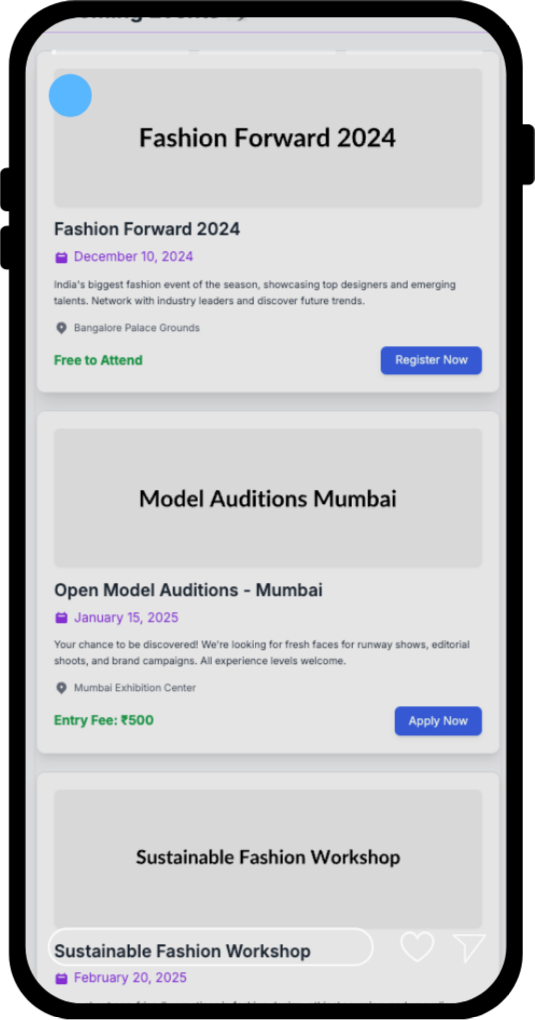 Fashion Forward 2024
Fashion Forward 2024
December 10, 2024
India's biggest fashion event of the season, showcasing top designers and emerging
talents. Network with industry leaders and discover future trends.
Bangalore Palace Grounds
Free to Attend
Register Now
Model Auditions Mumbai
Open Model Auditions - Mumbai
January 15, 2025
Your chance to be discovered! We're looking for fresh faces for runway shows, editorial
shoots, and brand campaigns. All experience levels welcome.
Mumbai Exhibition Center
Entry Fee: ₹500
Apply Now
Sustainable Fashion Workshop
Sustainable Fashion Workshop
February 20, 2025